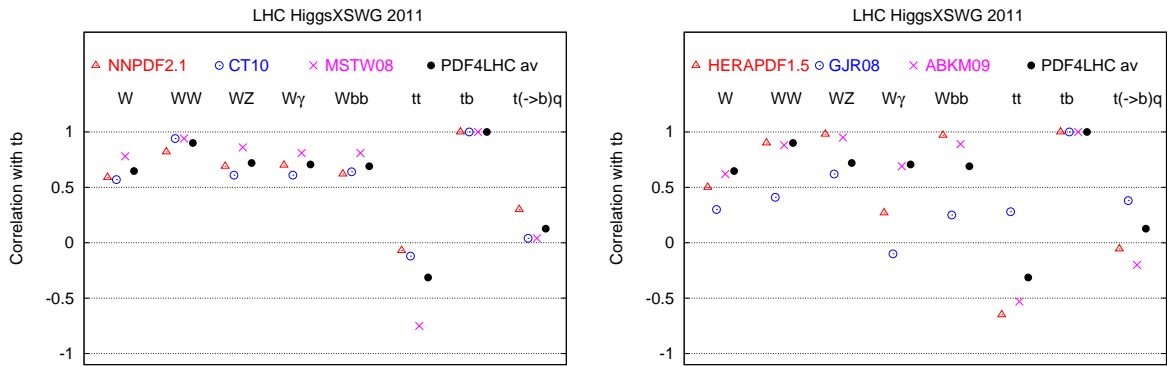 LHC HiggsXSWG 2011
NNPDF2.1 CT10 MSTW08 PDF4LHC av
W WW WZ Wγ Wbb tt tb t(->b)q
Correlation with tb
1
0.5
0
-0.5
-1
LHC HiggsXSWG 2011
HERAPDF1.5 GJR08 ABKM09 PDF4LHC av
W WW WZ Wγ Wbb tt tb t(->b)q
Correlation with tb
1
0.5
0
-0.5
-1